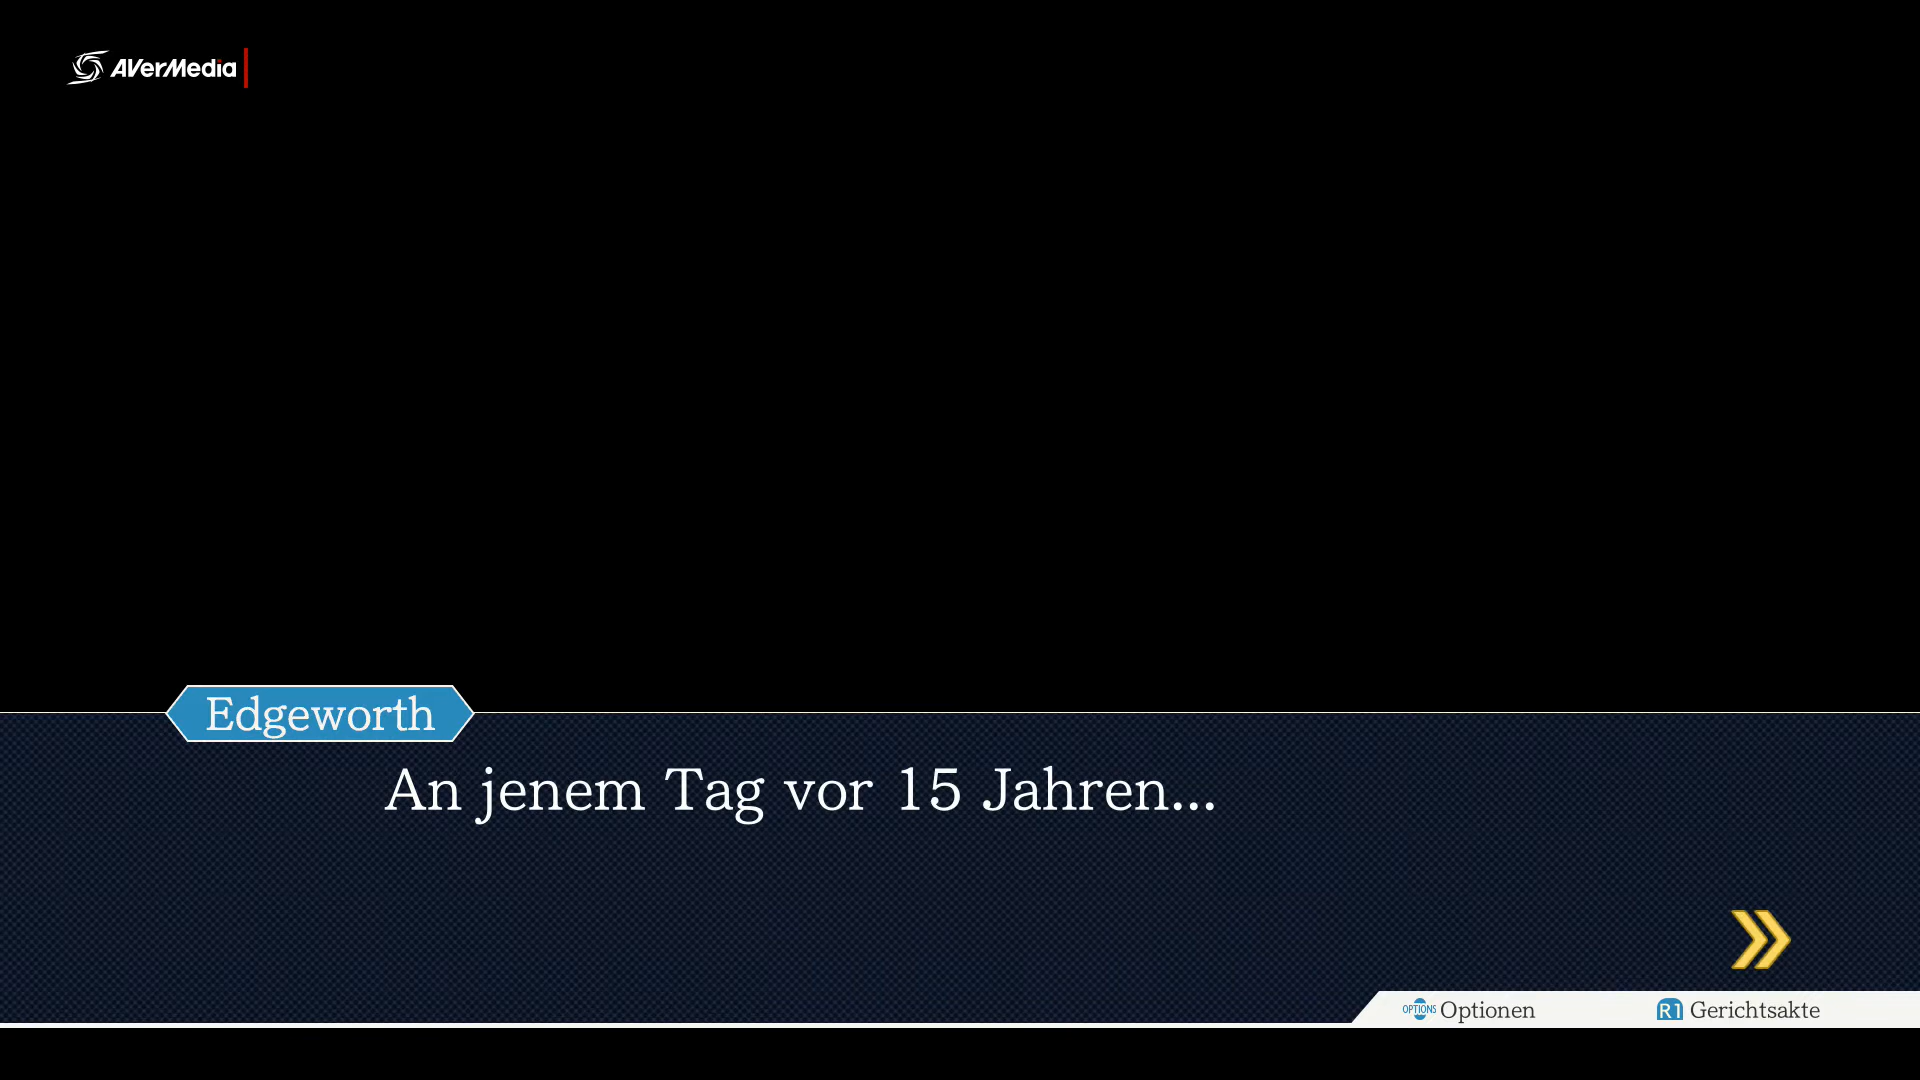 AVerMedia
Edgeworth
An jenem Tag vor 15 Jahren...
OPTIONS Optionen
R1 Gerichtsakte